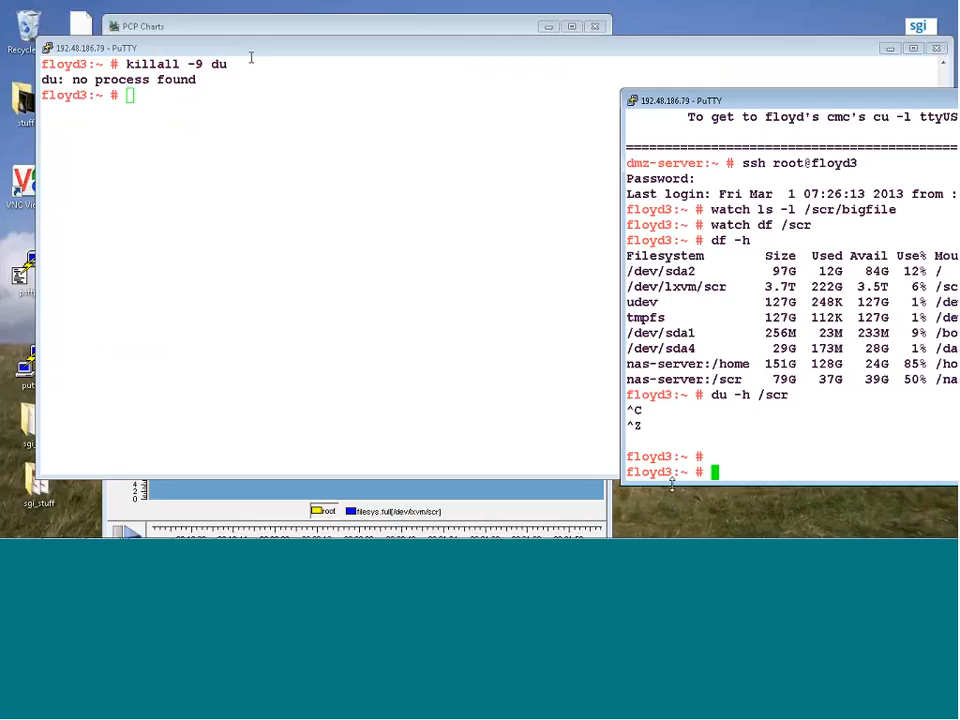 PCP Charts
sgi
Recycle
192.48.186.79 - PuTTY
floyd3:~ # killall -9 du
du: no process found
floyd3:~ #
stuff
VNC Vie
put
sgi_stuff
192.48.186.79 - PuTTY
To get to floyd's cmc's cu -l ttyUS
dmz-server:~ # ssh root@floyd3
Password:
Last login: Fri Mar  1 07:26:13 2013 from :
floyd3:~ # watch ls -l /scr/bigfile
floyd3:~ # watch df /scr
floyd3:~ # df -h
Filesystem Size Used Avail Use% Mou
/dev/sda2 97G 12G 84G 12% /
/dev/lxvm/scr 3.7T 222G 3.5T 6% /sc
udev 127G 248K 127G 1% /de
tmpfs 127G 112K 127G 1% /de
/dev/sda1 256M 23M 233M 9% /bo
/dev/sda4 29G 173M 28G 1% /da
nas-server:/home 151G 128G 24G 85% /ho
nas-server:/scr 79G 37G 39G 50% /na
floyd3:~ # du -h /scr
^C
^Z
floyd3:~ #
floyd3:~ #
4
2
0
root
filesys.full[/dev/xvm/scr]